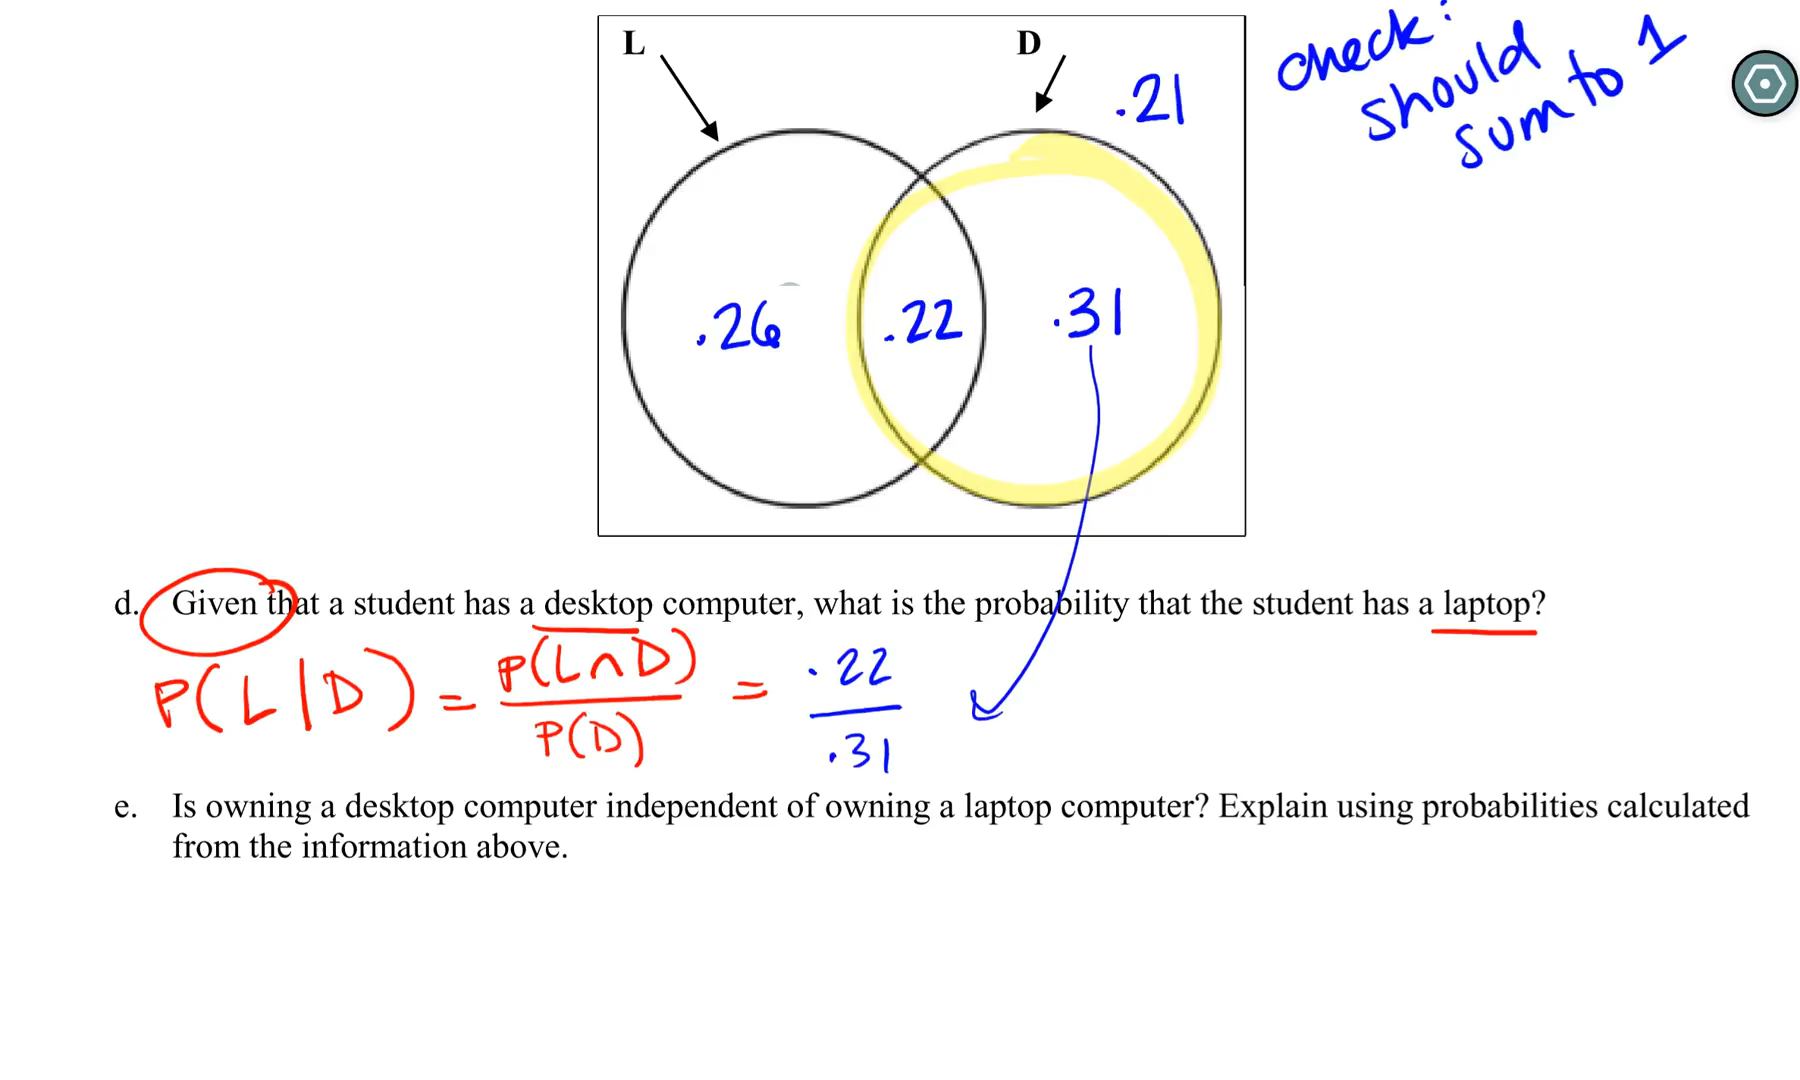 L
D
check:
should
sum to 1
.21
.26
.22
.31
d. Given that a student has a desktop computer, what is the probability that the student has a laptop?
P(L|D) = P(L∩D) / P(D) = .22 / .31
e. Is owning a desktop computer independent of owning a laptop computer? Explain using probabilities calculated
from the information above.